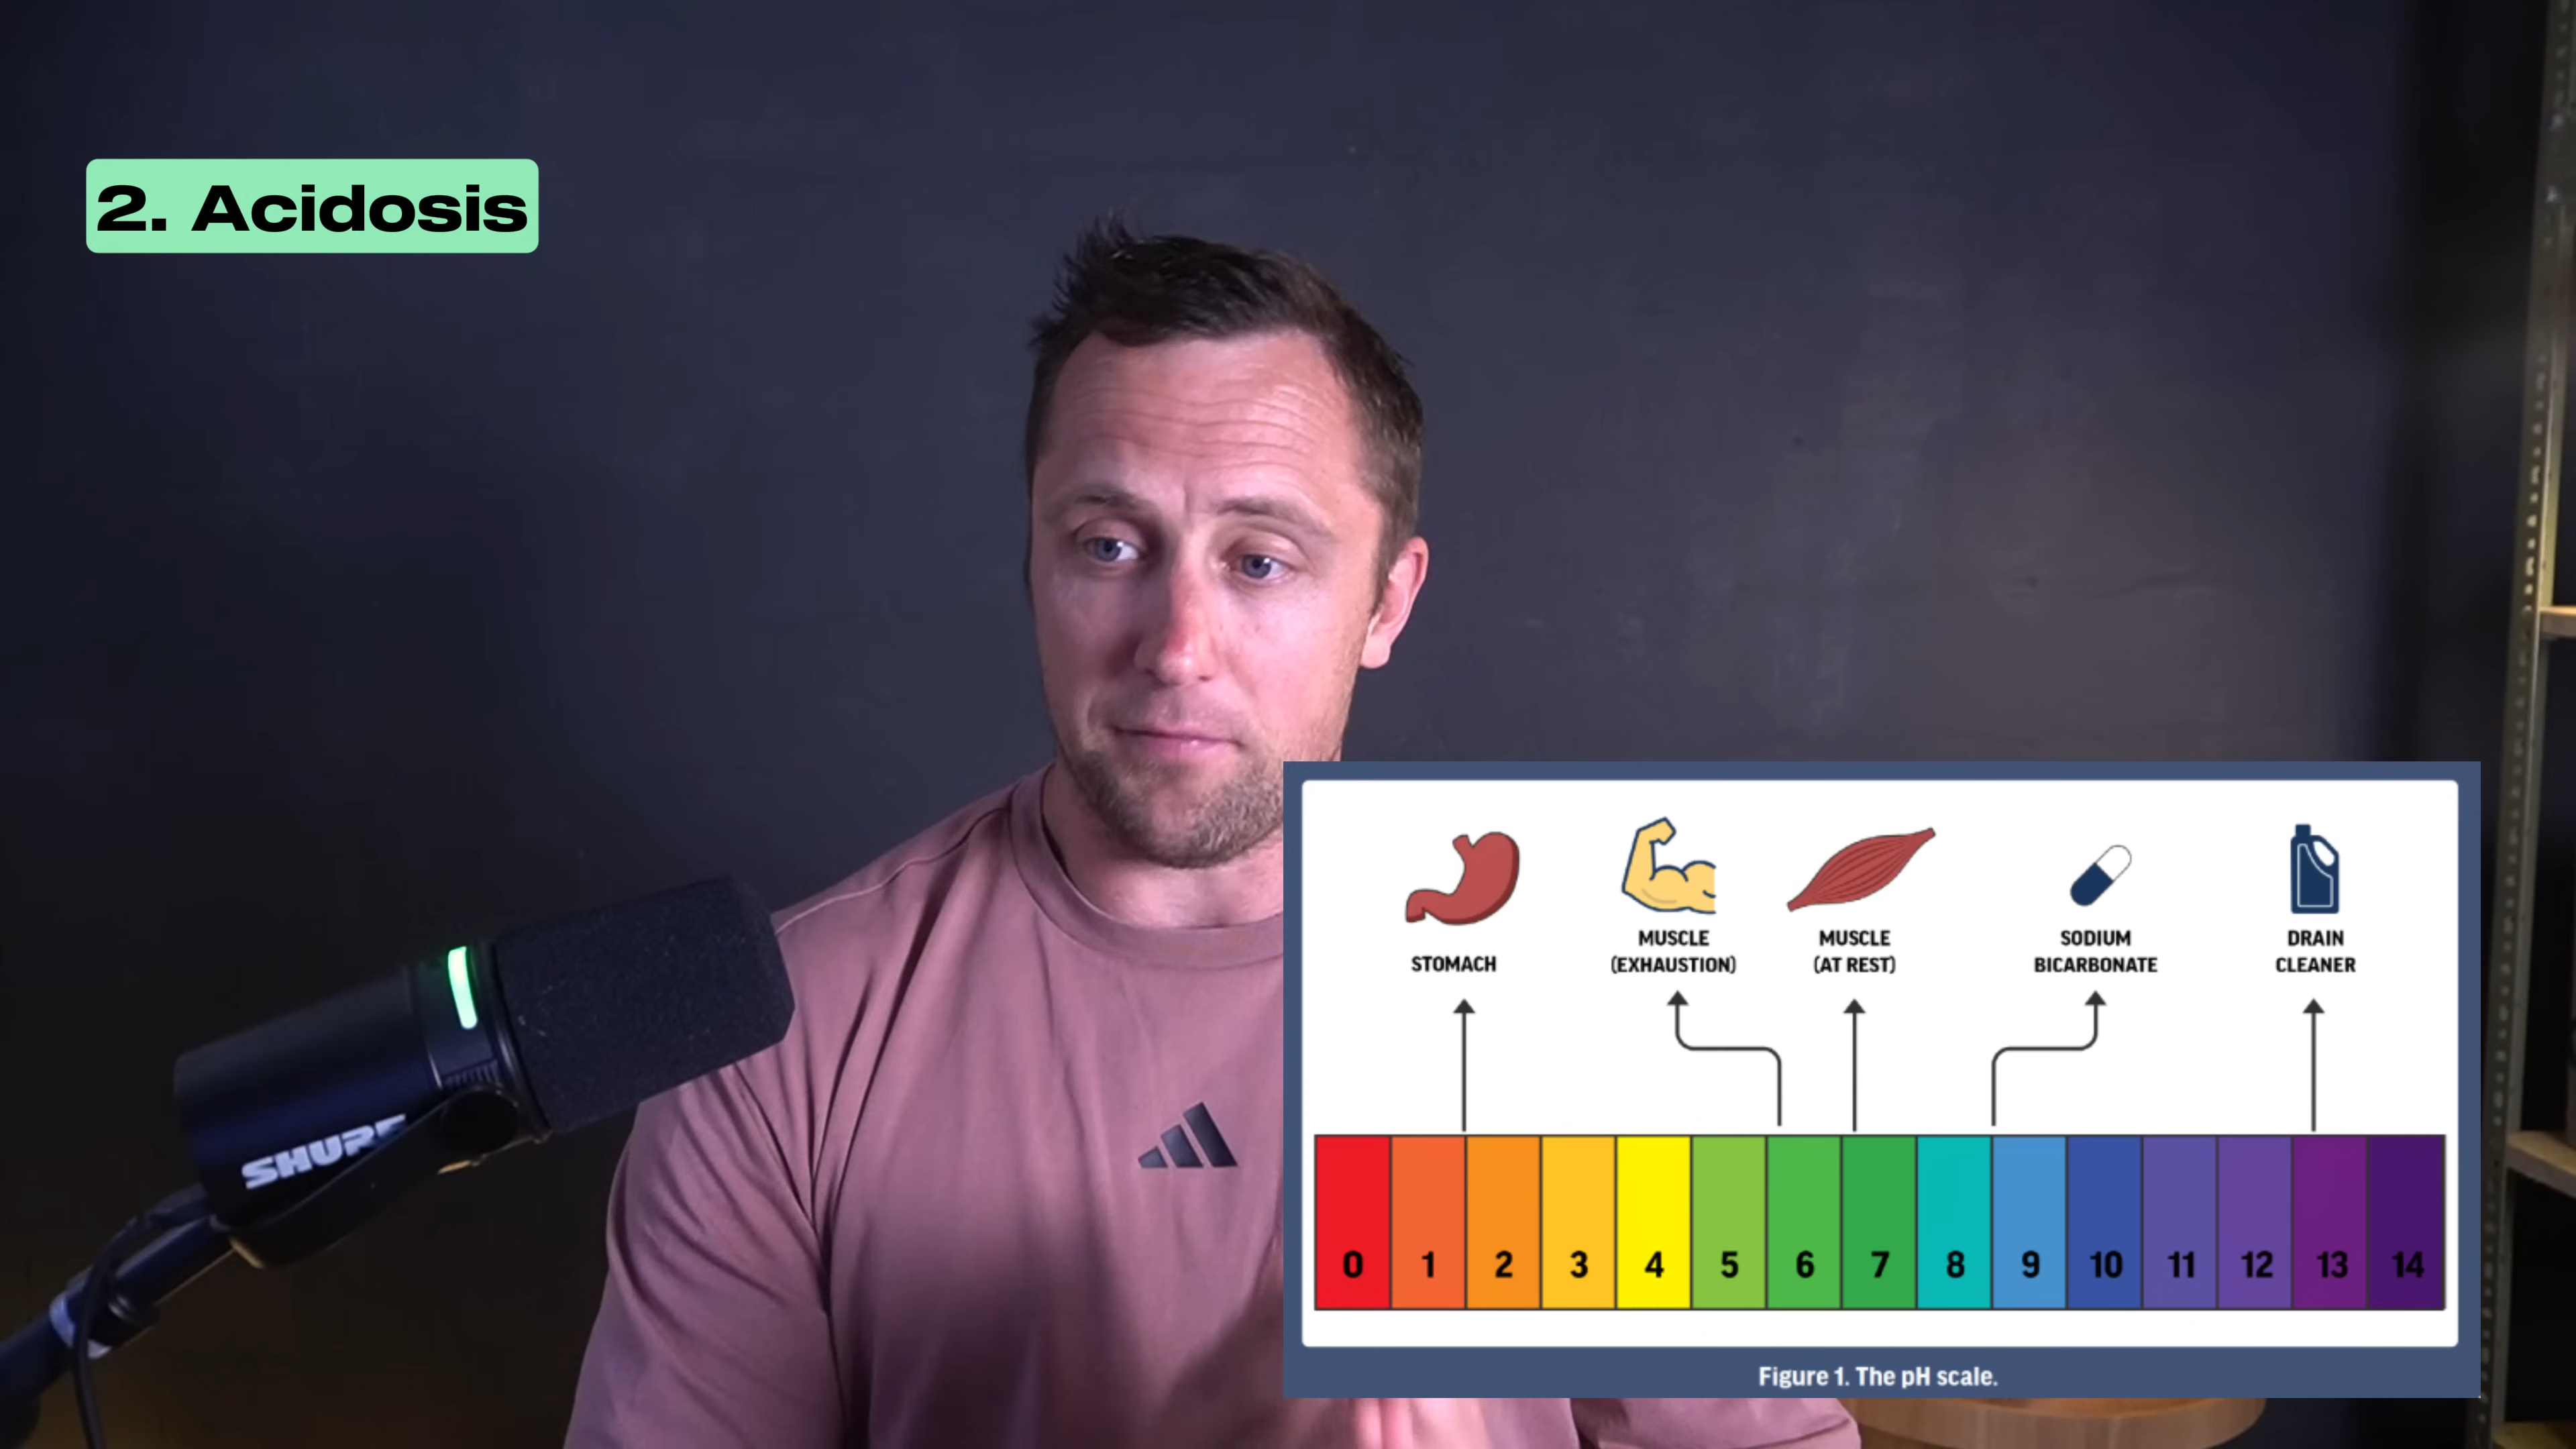 2. Acidosis
SHURE
STOMACH
MUSCLE
(EXHAUSTION)
MUSCLE
(AT REST)
SODIUM
BICARBONATE
DRAIN
CLEANER
0 1 2 3 4 5 6 7 8 9 10 11 12 13 14
Figure 1. The pH scale.